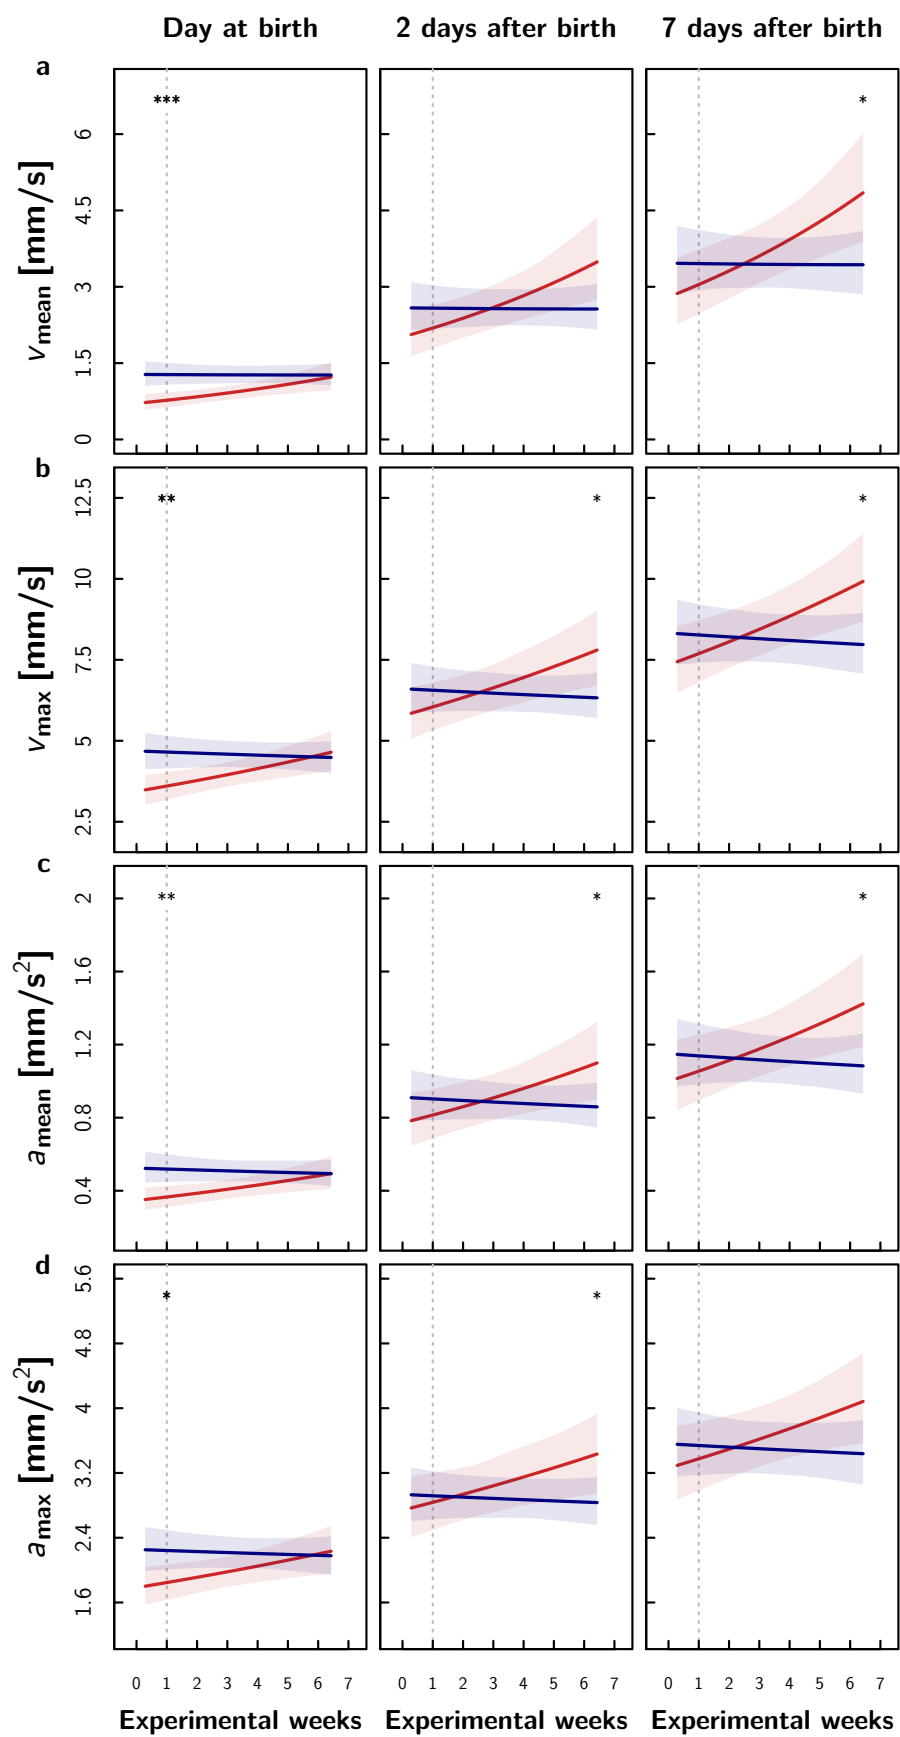 Day at birth 2 days after birth 7 days after birth
a
*** *
v mean [mm/s]
6
4.5
3
1.5
0
b
** * *
v max [mm/s]
12.5
10
7.5
5
2.5
c
** * *
a mean [mm/s²]
2
1.6
1.2
0.8
0.4
d
* *
a max [mm/s²]
5.6
4.8
4
3.2
2.4
1.6
0 1 2 3 4 5 6 7 0 1 2 3 4 5 6 7 0 1 2 3 4 5 6 7
Experimental weeks Experimental weeks Experimental weeks